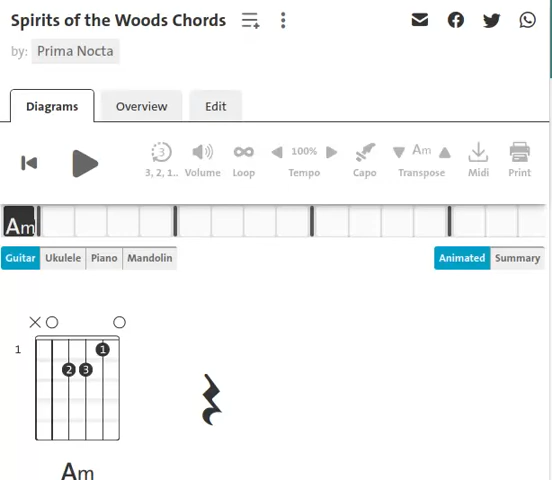 Spirits of the Woods Chords
by: Prima Nocta
Diagrams Overview Edit
3 100% Am
3, 2, 1.. Volume Loop Tempo Capo Transpose Midi Print
Am
Guitar Ukulele Piano Mandolin Animated Summary
1 1
2 3
Am